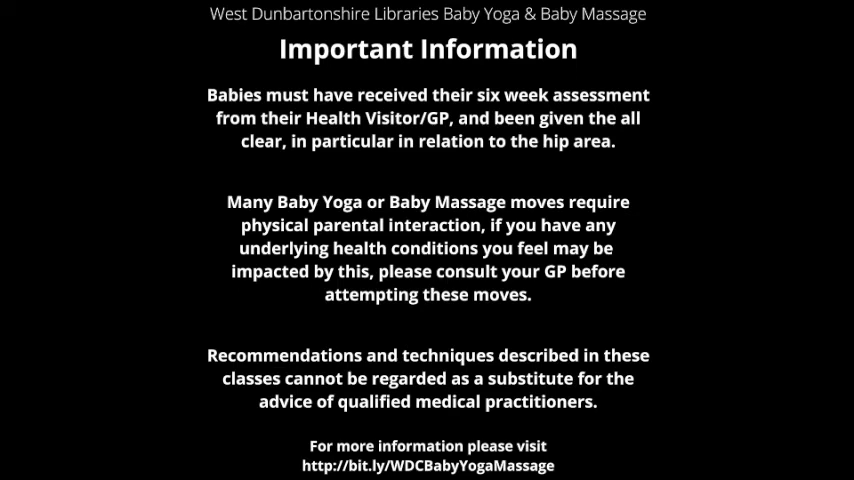 West Dunbartonshire Libraries Baby Yoga & Baby Massage
Important Information
Babies must have received their six week assessment
from their Health Visitor/GP, and been given the all
clear, in particular in relation to the hip area.
Many Baby Yoga or Baby Massage moves require
physical parental interaction, if you have any
underlying health conditions you feel may be
impacted by this, please consult your GP before
attempting these moves.
Recommendations and techniques described in these
classes cannot be regarded as a substitute for the
advice of qualified medical practitioners.
For more information please visit
http://bit.ly/WDCBabyYogaMassage